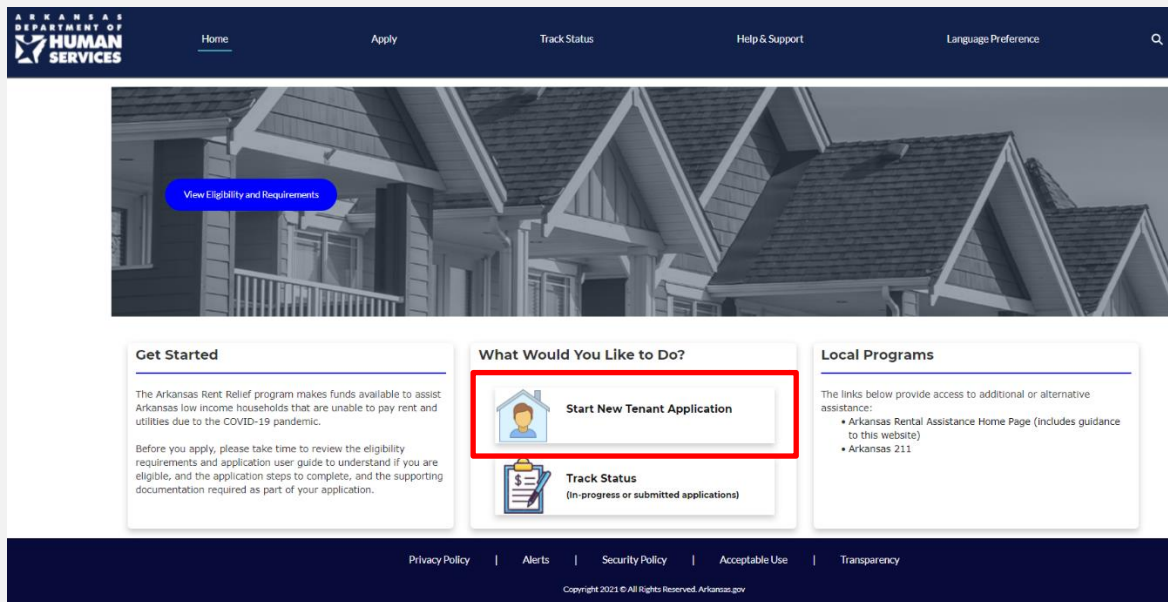 ARKANSAS
DEPARTMENT OF
HUMAN
SERVICES
Home
Apply
Track Status
Help & Support
Language Preference
View Eligibility and Requirements
Get Started
The Arkansas Rent Relief program makes funds available to assist
Arkansas low income households that are unable to pay rent and
utilities due to the COVID-19 pandemic.
Before you apply, please take time to review the eligibility
requirements and application user guide to understand if you are
eligible, and the application steps to complete, and the supporting
documentation required as part of your application.
What Would You Like to Do?
Start New Tenant Application
Track Status
(In-progress or submitted applications)
Local Programs
The links below provide access to additional or alternative
assistance:
• Arkansas Rental Assistance Home Page (includes guidance
to this website)
• Arkansas 211
Privacy Policy | Alerts | Security Policy | Acceptable Use | Transparency
Copyright 2021 © All Rights Reserved. Arkansas.gov